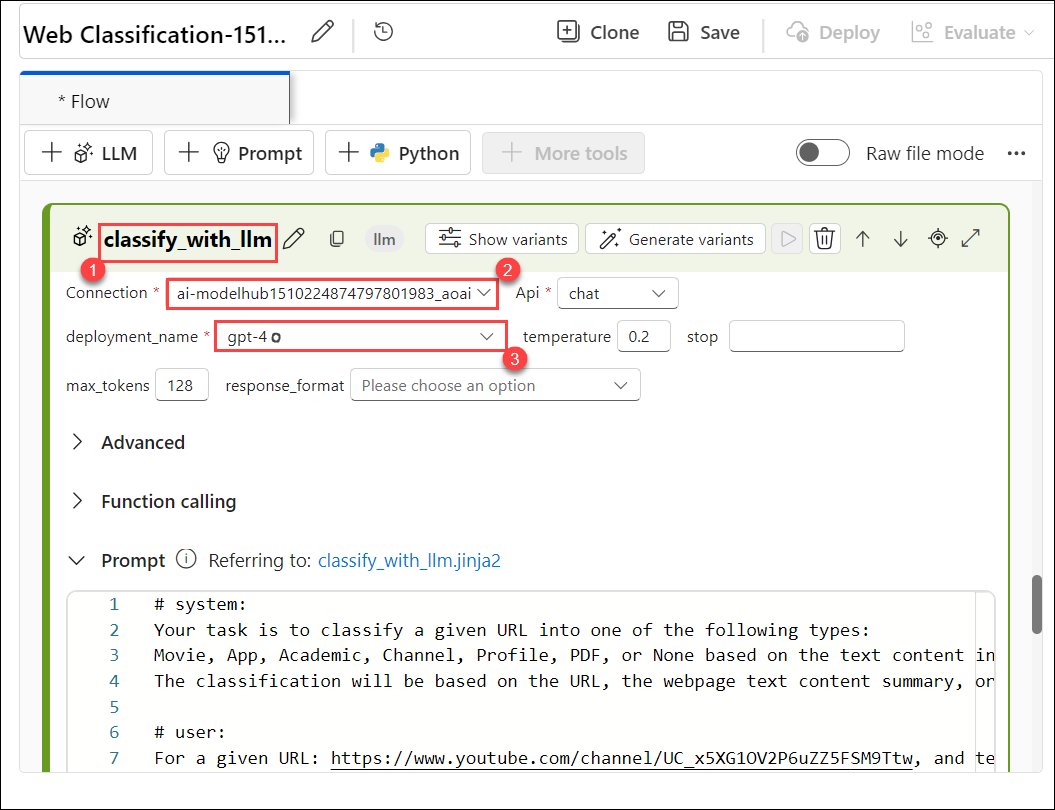 Web Classification-151... Clone Save Deploy Evaluate
* Flow
LLM Prompt Python More tools Raw file mode
classify_with_llm llm Show variants Generate variants
1 2
Connection * ai-modelhub1510224874797801983_aoai Api * chat
deployment_name * gpt-4o temperature 0.2 stop
3
max_tokens 128 response_format Please choose an option
Advanced
Function calling
Prompt Referring to: classify_with_llm.jinja2
1 # system:
2 Your task is to classify a given URL into one of the following types:
3 Movie, App, Academic, Channel, Profile, PDF, or None based on the text content in
4 The classification will be based on the URL, the webpage text content summary, or
5
6 # user:
7 For a given URL: https://www.youtube.com/channel/UC_x5XG1OV2P6uZZ5FSM9Ttw, and te